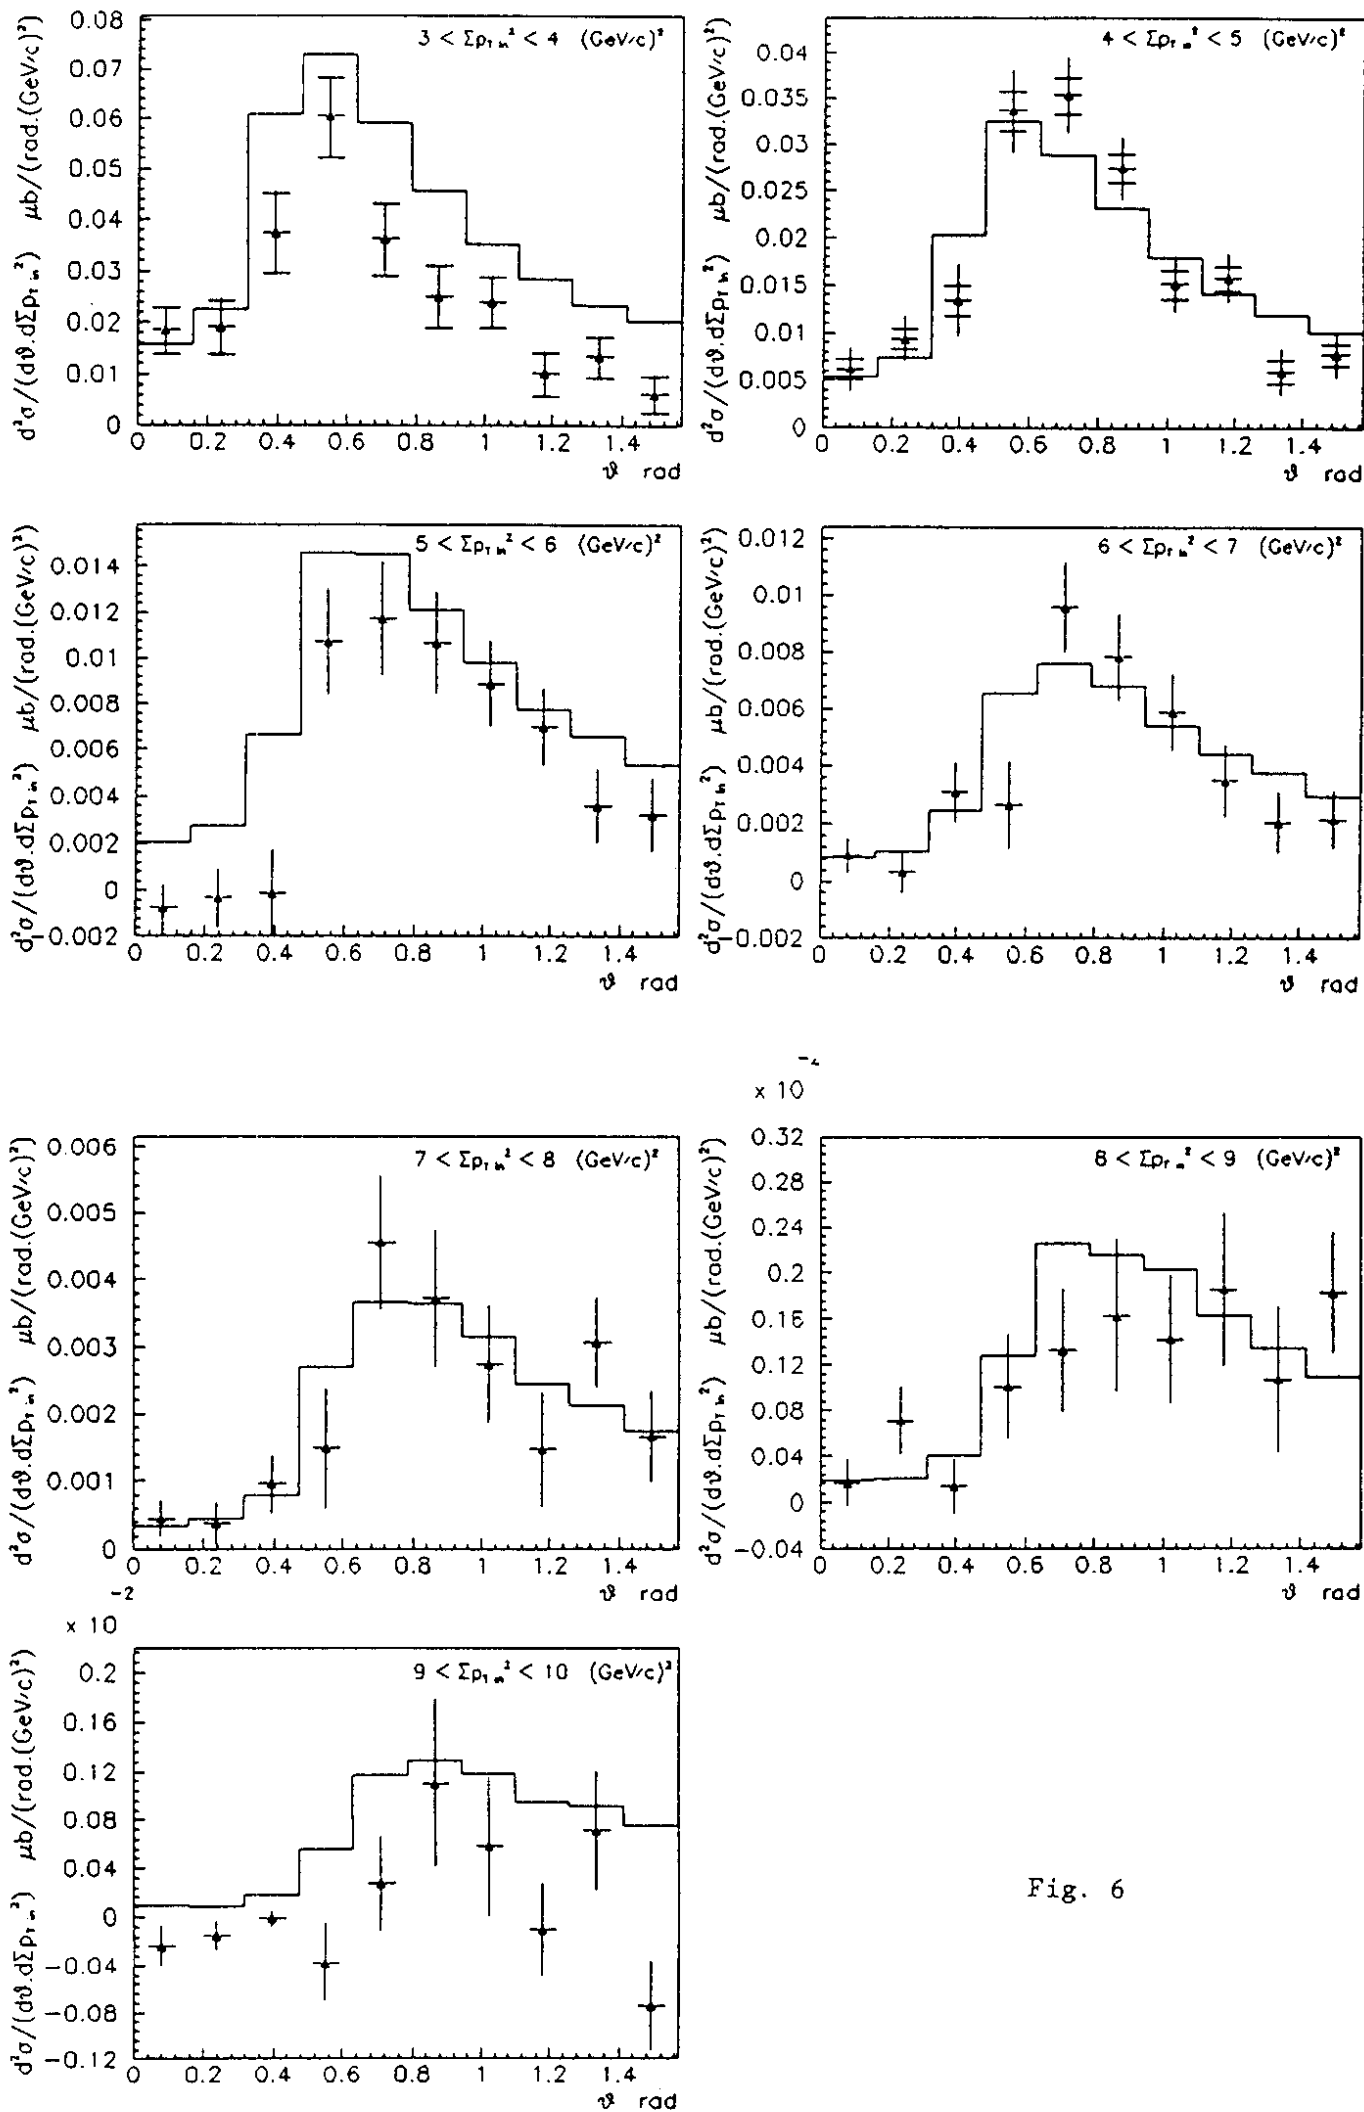 3 < Σp_T in² < 4 (GeV/c)²
d²σ/(dϑ.dΣp_T in²) μb/(rad.(GeV/c)²)
0.08
0.07
0.06
0.05
0.04
0.03
0.02
0.01
0
0 0.2 0.4 0.6 0.8 1 1.2 1.4
ϑ rad
4 < Σp_T in² < 5 (GeV/c)²
d²σ/(dϑ.dΣp_T in²) μb/(rad.(GeV/c)²)
0.04
0.035
0.03
0.025
0.02
0.015
0.01
0.005
0
0 0.2 0.4 0.6 0.8 1 1.2 1.4
ϑ rad
5 < Σp_T in² < 6 (GeV/c)²
d²σ/(dϑ.dΣp_T in²) μb/(rad.(GeV/c)²)
0.014
0.012
0.01
0.008
0.006
0.004
0.002
0
-0.002
0 0.2 0.4 0.6 0.8 1 1.2 1.4
ϑ rad
6 < Σp_T in² < 7 (GeV/c)²
d²σ/(dϑ.dΣp_T in²) μb/(rad.(GeV/c)²)
0.012
0.01
0.008
0.006
0.004
0.002
0
-0.002
0 0.2 0.4 0.6 0.8 1 1.2 1.4
ϑ rad
7 < Σp_T in² < 8 (GeV/c)²
d²σ/(dϑ.dΣp_T in²) μb/(rad.(GeV/c)²)
0.006
0.005
0.004
0.003
0.002
0.001
0
0 0.2 0.4 0.6 0.8 1 1.2 1.4
ϑ rad
x 10
8 < Σp_T in² < 9 (GeV/c)²
d²σ/(dϑ.dΣp_T in²) μb/(rad.(GeV/c)²)
0.32
0.28
0.24
0.2
0.16
0.12
0.08
0.04
0
-0.04
0 0.2 0.4 0.6 0.8 1 1.2 1.4
ϑ rad
-2
x 10
9 < Σp_T in² < 10 (GeV/c)²
d²σ/(dϑ.dΣp_T in²) μb/(rad.(GeV/c)²)
0.2
0.16
0.12
0.08
0.04
0
-0.04
-0.08
-0.12
0 0.2 0.4 0.6 0.8 1 1.2 1.4
ϑ rad
Fig. 6